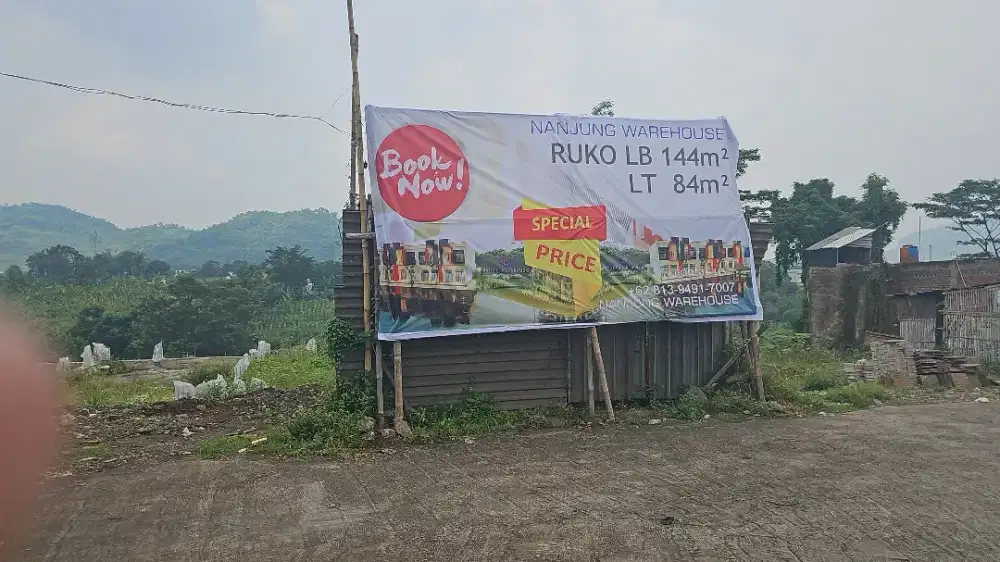 NANJUNG WAREHOUSE
Book
Now!
RUKO LB 144m²
LT 84m²
SPECIAL
PRICE
+62 813-9491-7007
NANJUNG WAREHOUSE